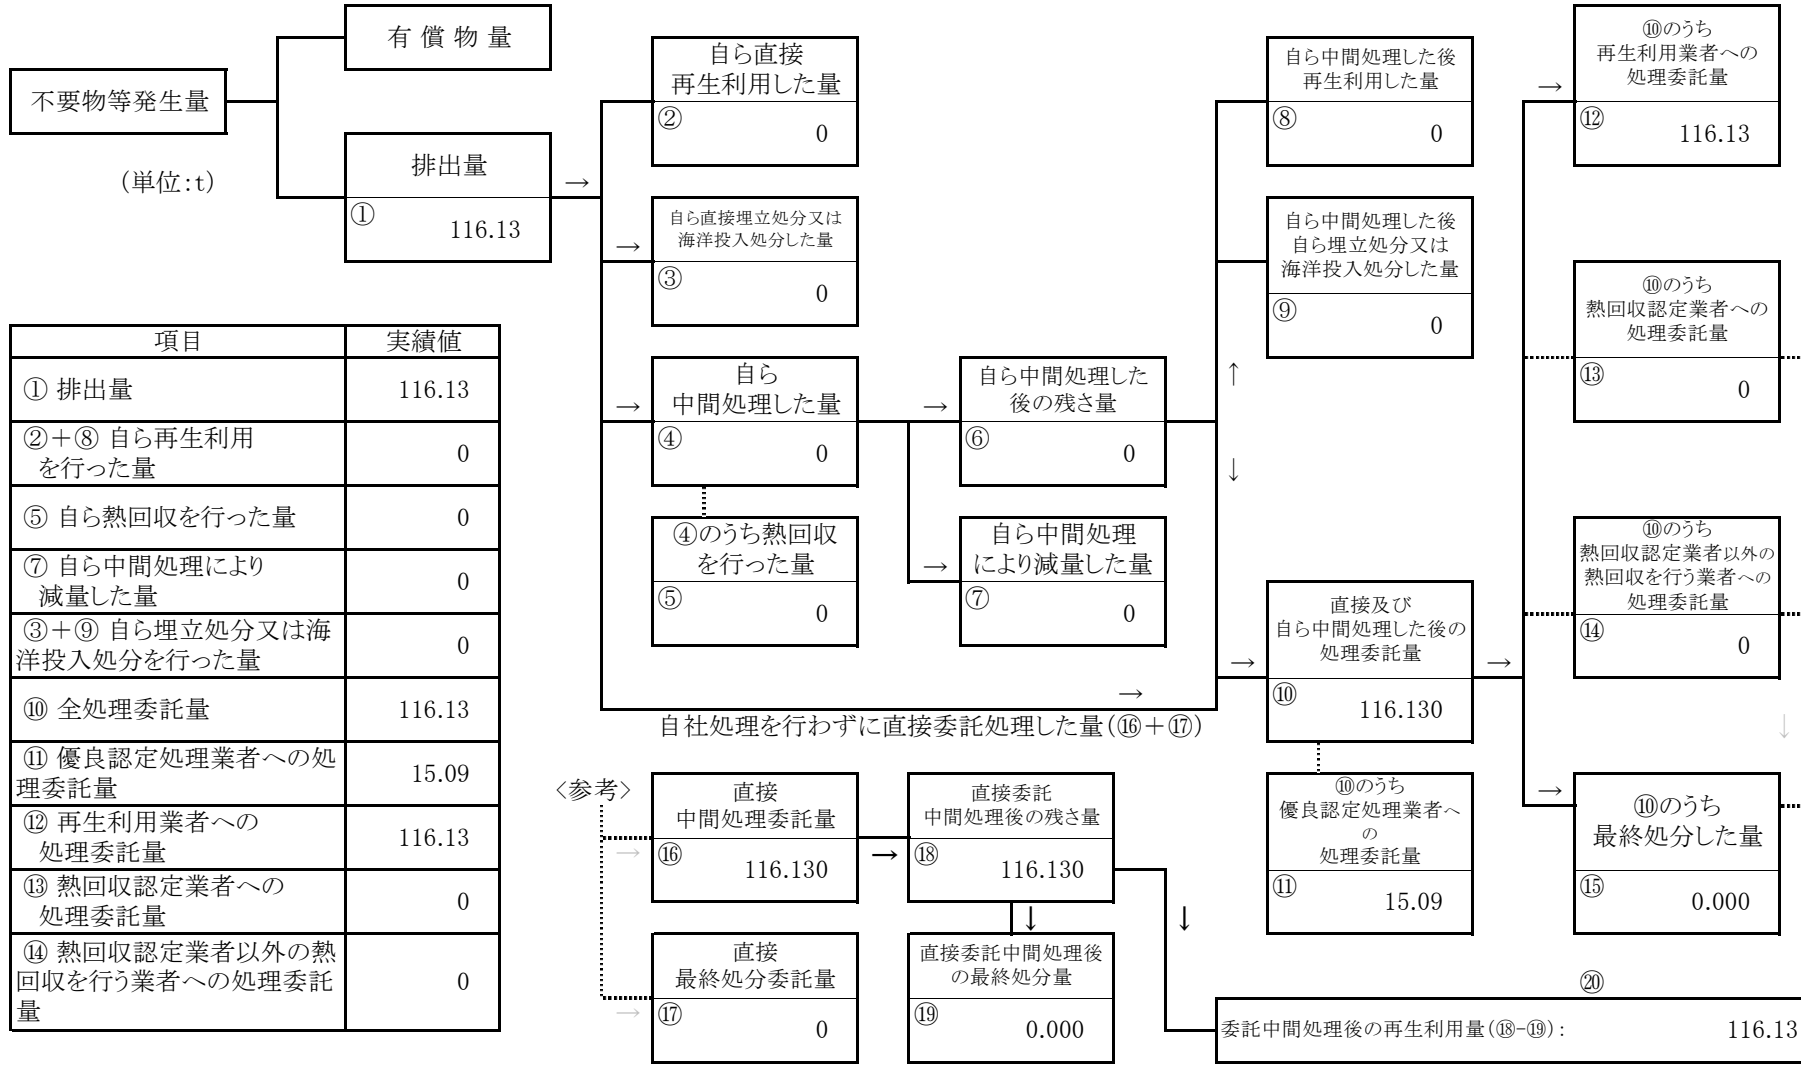 有 償 物 量
不要物等発生量
(単位:t)
排出量
①
116.13
→
自ら直接
再生利用した量
②
0
→
自ら直接埋立処分又は
海洋投入処分した量
③
0
→
自ら
中間処理した量
④
0
④のうち熱回収
を行った量
⑤
0
→
自ら中間処理した
後の残さ量
⑥
0
→
自ら中間処理
により減量した量
⑦
0
↑
↓
自ら中間処理した後
再生利用した量
⑧
0
自ら中間処理した後
自ら埋立処分又は
海洋投入処分した量
⑨
0
→
自社処理を行わずに直接委託処理した量(⑯+⑰)
→
直接及び
自ら中間処理した後の
処理委託量
⑩
116.130
⑩のうち
優良認定処理業者へ
の
処理委託量
⑪
15.09
→
→
⑩のうち
再生利用業者への
処理委託量
⑫
116.13
⑩のうち
熱回収認定業者への
処理委託量
⑬
0
⑩のうち
熱回収認定業者以外の
熱回収を行う業者への
処理委託量
⑭
0
↓
→
⑩のうち
最終処分した量
⑮
0.000
項目 実績値
① 排出量 116.13
②+⑧ 自ら再生利用
を行った量 0
⑤ 自ら熱回収を行った量 0
⑦ 自ら中間処理により
減量した量 0
③+⑨ 自ら埋立処分又は海
洋投入処分を行った量 0
⑩ 全処理委託量 116.13
⑪ 優良認定処理業者への処
理委託量 15.09
⑫ 再生利用業者への
処理委託量 116.13
⑬ 熱回収認定業者への
処理委託量 0
⑭ 熱回収認定業者以外の熱
回収を行う業者への処理委託
量 0
<参考>
→
直接
中間処理委託量
⑯
116.130
→
直接委託
中間処理後の残さ量
⑱
116.130
↓
↓
→
直接
最終処分委託量
⑰
0
直接委託中間処理後
の最終処分量
⑲
0.000
⑳
委託中間処理後の再生利用量(⑱-⑲): 116.13